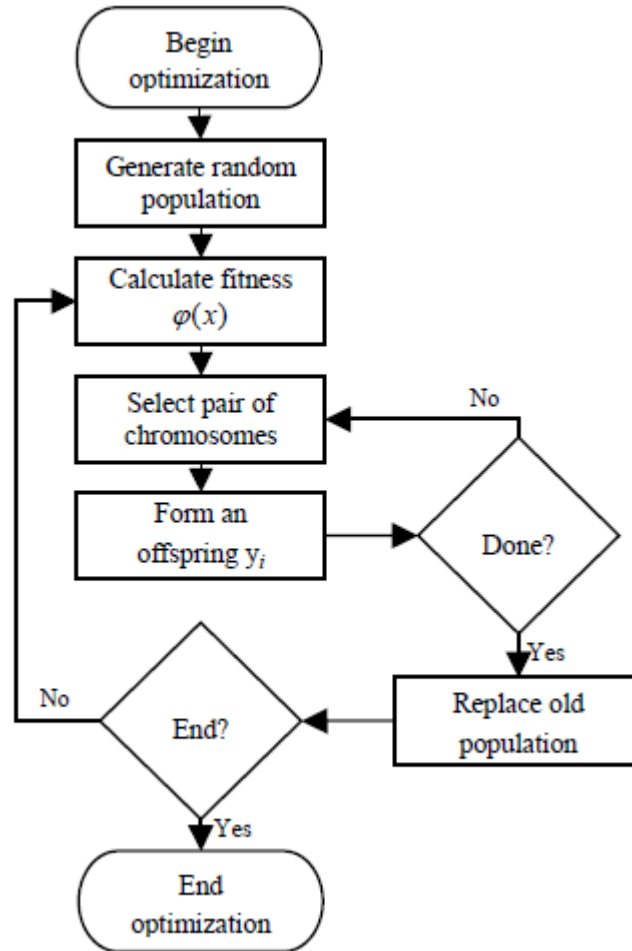 Begin
optimization
Generate random
population
Calculate fitness
φ(x)
Select pair of
chromosomes
No
Form an
offspring yᵢ
Done?
Yes
Replace old
population
No
End?
Yes
End
optimization